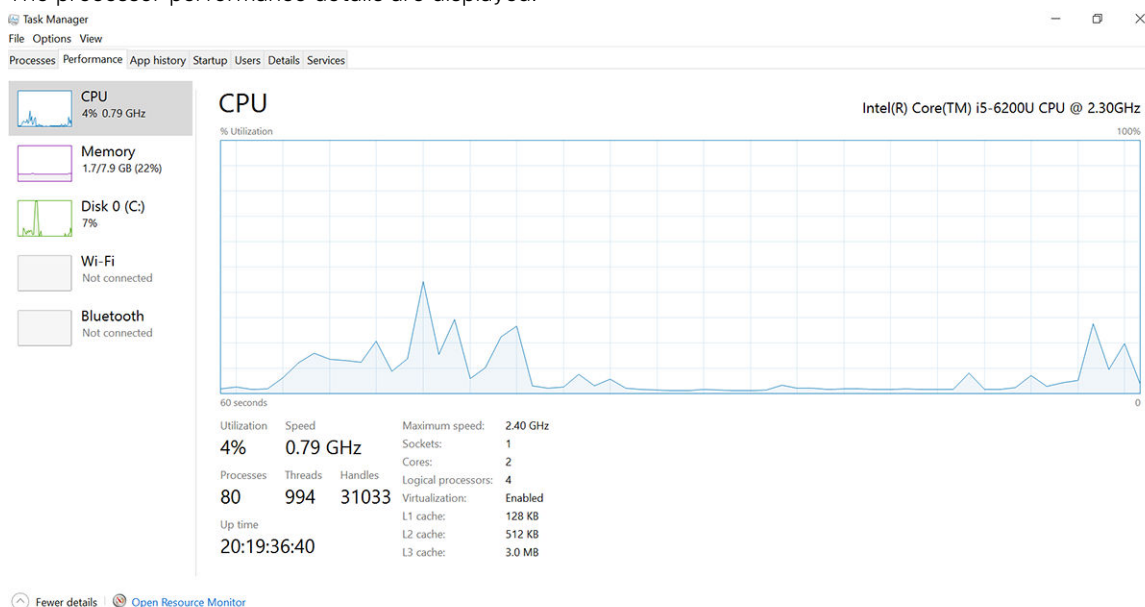 The processor performance details are displayed.
Task Manager
File Options View
Processes Performance App history Startup Users Details Services
CPU
4% 0.79 GHz
Memory
1.7/7.9 GB (22%)
Disk 0 (C:)
7%
Wi-Fi
Not connected
Bluetooth
Not connected
CPU
Intel(R) Core(TM) i5-6200U CPU @ 2.30GHz
% Utilization 100%
60 seconds 0
Utilization Speed
4% 0.79 GHz
Processes Threads Handles
80 994 31033
Up time
20:19:36:40
Maximum speed: 2.40 GHz
Sockets: 1
Cores: 2
Logical processors: 4
Virtualization: Enabled
L1 cache: 128 KB
L2 cache: 512 KB
L3 cache: 3.0 MB
Fewer details Open Resource Monitor